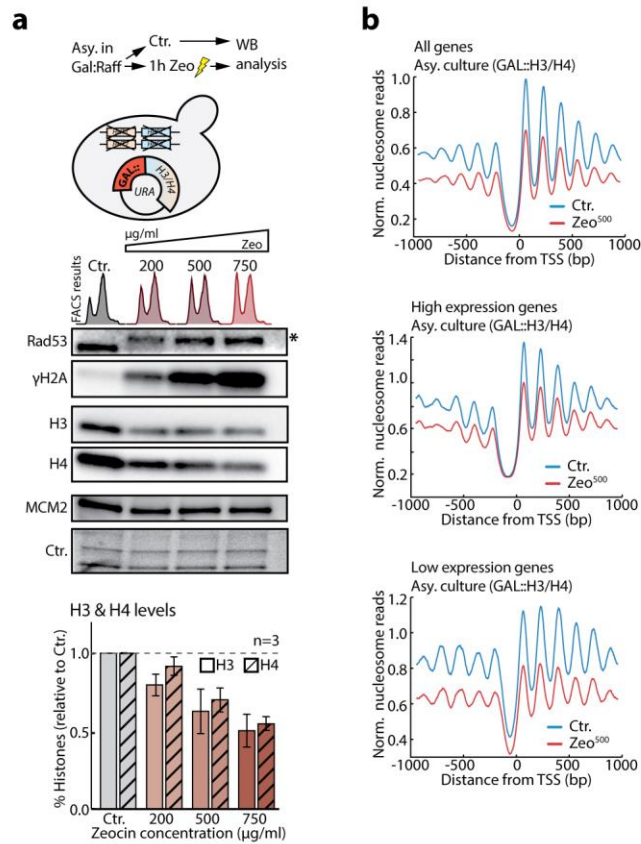 a
Asy. in
Gal:Raff
Ctr.
1h Zeo
WB
analysis
GAL::
H3/H4
URA
µg/ml
Zeo
FACS results
Ctr.
200
500
750
Rad53
*
γH2A
H3
H4
MCM2
Ctr.
H3 & H4 levels
n=3
H3
H4
% Histones (relative to Ctr.)
1.0
0.5
0.0
Ctr.
200
500
750
Zeocin concentration (µg/ml)
b
All genes
Asy. culture (GAL::H3/H4)
Norm. nucleosome reads
1.0
0.8
0.6
0.4
0.2
Ctr.
Zeo500
-1000 -500 0 500 1000
Distance from TSS (bp)
High expression genes
Asy. culture (GAL::H3/H4)
Norm. nucleosome reads
1.4
1.0
0.6
0.2
Ctr.
Zeo500
-1000 -500 0 500 1000
Distance from TSS (bp)
Low expression genes
Asy. culture (GAL::H3/H4)
Norm. nucleosome reads
1.2
1.0
0.8
0.6
0.4
Ctr.
Zeo500
-1000 -500 0 500 1000
Distance from TSS (bp)